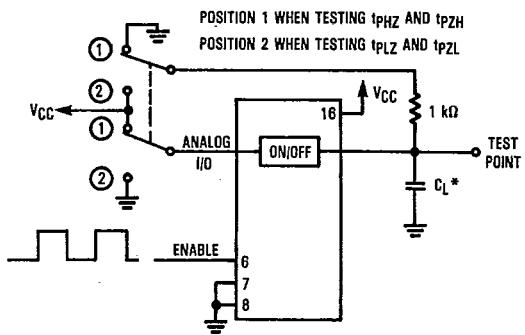 POSITION 1 WHEN TESTING tPHZ AND tPZH
POSITION 2 WHEN TESTING tPLZ AND tPZL
1
2
VCC
1
2
VCC
16
1 kΩ
ANALOG
I/O
ON/OFF
TEST
POINT
CL*
ENABLE
6
7
8